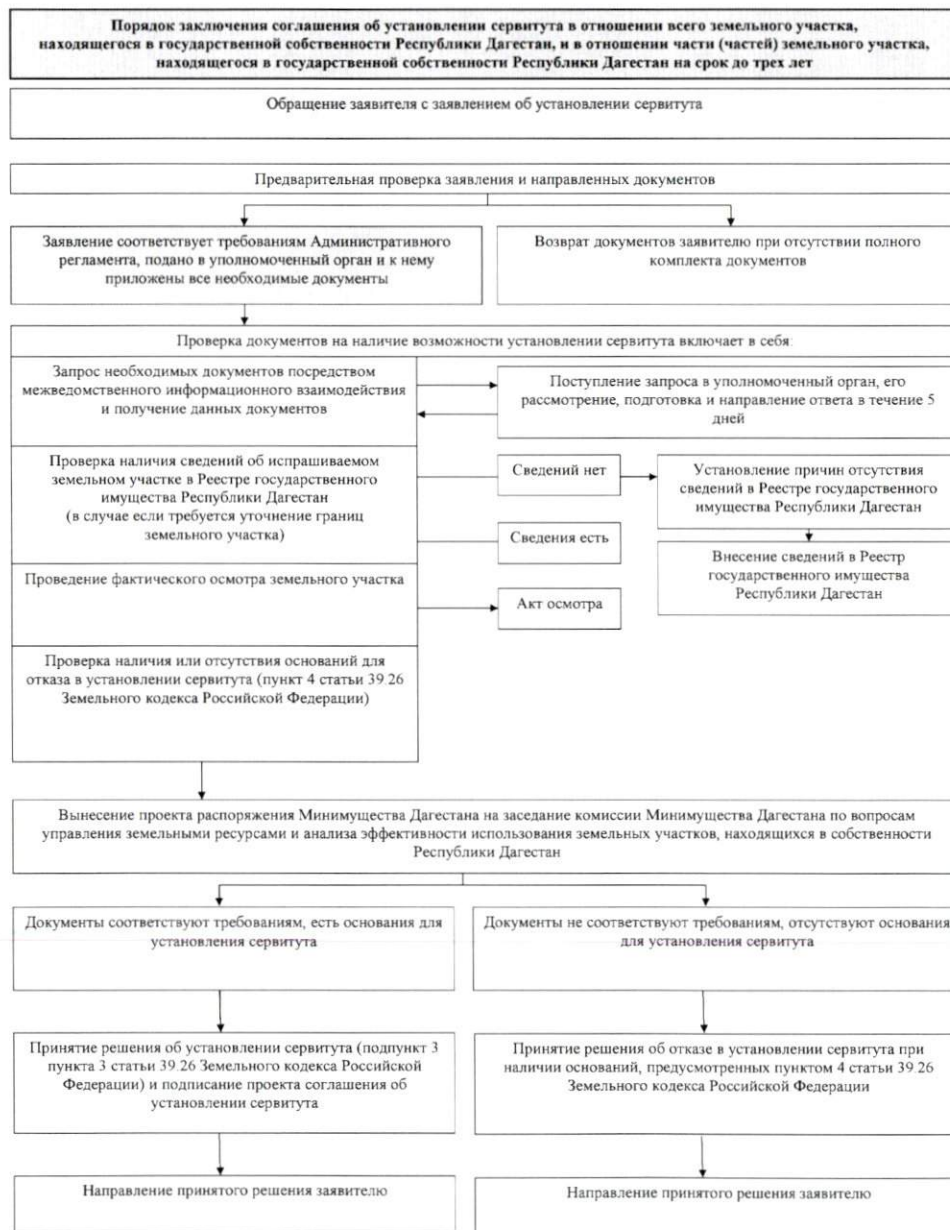 Порядок заключения соглашения об установлении сервитута в отношении всего земельного участка,
находящегося в государственной собственности Республики Дагестан, и в отношении части (частей) земельного участка,
находящегося в государственной собственности Республики Дагестан на срок до трех лет
Обращение заявителя с заявлением об установлении сервитута
Предварительная проверка заявления и направленных документов
Заявление соответствует требованиям Административного
регламента, подано в уполномоченный орган и к нему
приложены все необходимые документы
Возврат документов заявителю при отсутствии полного
комплекта документов
Проверка документов на наличие возможности установлении сервитута включает в себя:
Запрос необходимых документов посредством
межведомственного информационного взаимодействия
и получение данных документов
Поступление запроса в уполномоченный орган, его
рассмотрение, подготовка и направление ответа в течение 5
дней
Проверка наличия сведений об испрашиваемом
земельном участке в Реестре государственного
имущества Республики Дагестан
(в случае если требуется уточнение границ
земельного участка)
Сведений нет
Установление причин отсутствия
сведений в Реестре государственного
имущества Республики Дагестан
Сведения есть
Внесение сведений в Реестр
государственного имущества
Республики Дагестан
Проведение фактического осмотра земельного участка
Акт осмотра
Проверка наличия или отсутствия оснований для
отказа в установлении сервитута (пункт 4 статьи 39.26
Земельного кодекса Российской Федерации)
Вынесение проекта распоряжения Минимущества Дагестана на заседание комиссии Минимущества Дагестана по вопросам
управления земельными ресурсами и анализа эффективности использования земельных участков, находящихся в собственности
Республики Дагестан
Документы соответствуют требованиям, есть основания для
установления сервитута
Документы не соответствуют требованиям, отсутствуют основания
для установления сервитута
Принятие решения об установлении сервитута (подпункт 3
пункта 3 статьи 39.26 Земельного кодекса Российской
Федерации) и подписание проекта соглашения об
установлении сервитута
Принятие решения об отказе в установлении сервитута при
наличии оснований, предусмотренных пунктом 4 статьи 39.26
Земельного кодекса Российской Федерации
Направление принятого решения заявителю
Направление принятого решения заявителю